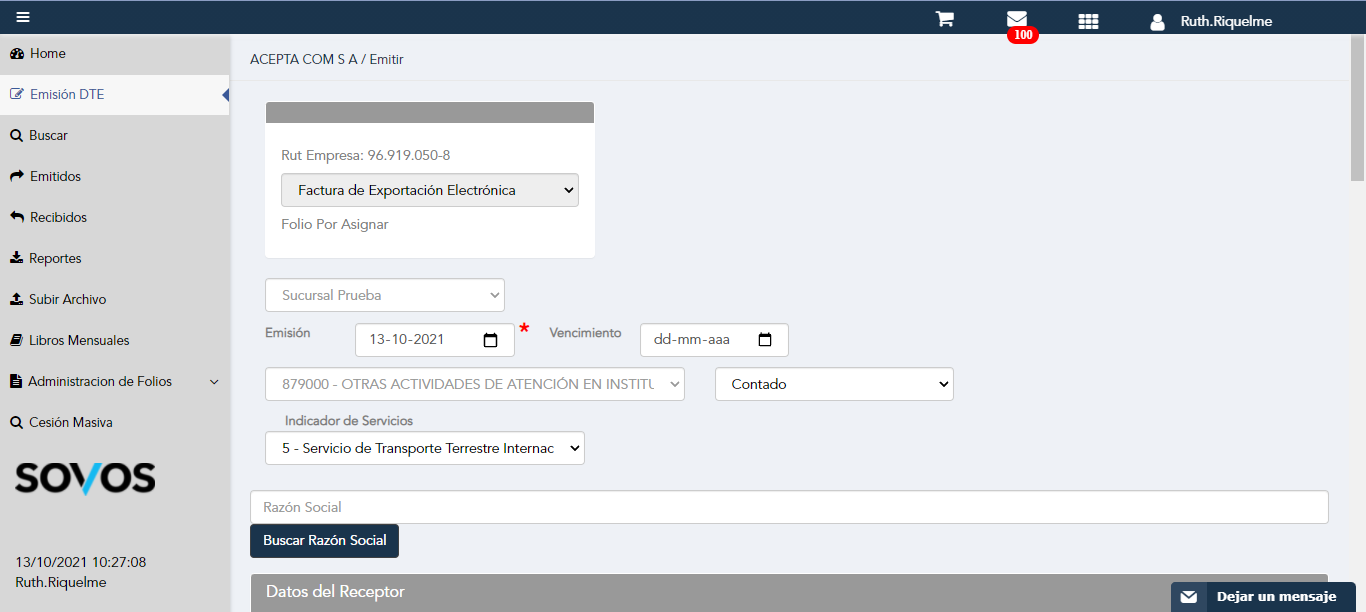 100
Ruth.Riquelme
Home
Emisión DTE
Buscar
Emitidos
Recibidos
Reportes
Subir Archivo
Libros Mensuales
Administracion de Folios
Cesión Masiva
SOVOS
13/10/2021 10:27:08
Ruth.Riquelme
ACEPTA COM S A / Emitir
Rut Empresa: 96.919.050-8
Factura de Exportación Electrónica
Folio Por Asignar
Sucursal Prueba
Emisión 13-10-2021 * Vencimiento dd-mm-aaa
879000 - OTRAS ACTIVIDADES DE ATENCIÓN EN INSTITU Contado
Indicador de Servicios
5 - Servicio de Transporte Terrestre Internac
Razón Social
Buscar Razón Social
Datos del Receptor
Dejar un mensaje